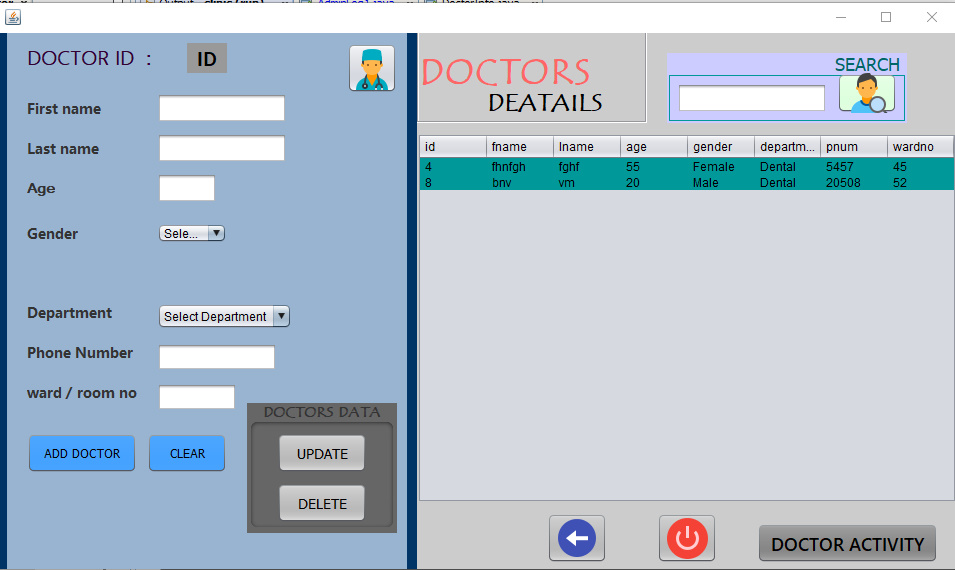 DOCTOR ID :
ID
First name
Last name
Age
Gender
Sele...
Department
Select Department
Phone Number
ward / room no
ADD DOCTOR
CLEAR
DOCTORS DATA
UPDATE
DELETE
DOCTORS
DEATAILS
SEARCH
id fname lname age gender departm... pnum wardno
4 fhnfgh fghf 55 Female Dental 5457 45
8 bnv vm 20 Male Dental 20508 52
DOCTOR ACTIVITY